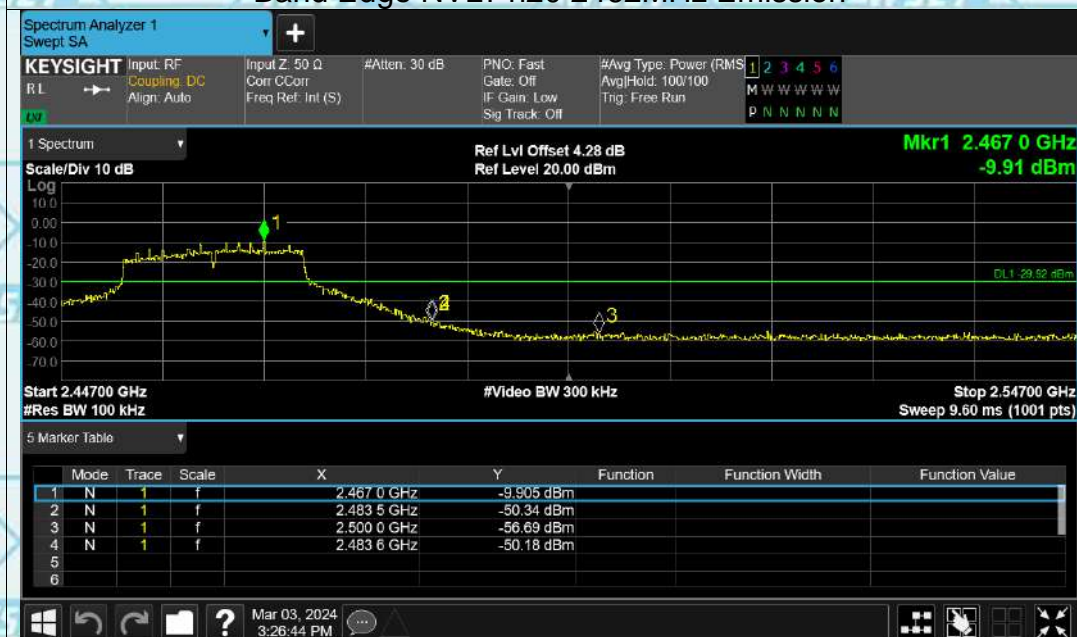 Band Edge NVLT n20 2462MHz Emission
Spectrum Analyzer 1
Swept SA
+
KEYSIGHT Input: RF Input Z: 50 Ω #Atten: 30 dB PNO: Fast #Avg Type: Power (RMS 1 2 3 4 5 6
RL Coupling: DC Corr CCorr Gate: Off Avg|Hold: 100/100 M W W W W W
Align: Auto Freq Ref: Int (S) IF Gain: Low Trig: Free Run
Sig Track: Off P N N N N N
1 Spectrum Ref Lvl Offset 4.28 dB Mkr1 2.467 0 GHz
Scale/Div 10 dB Ref Level 20.00 dBm -9.91 dBm
Log
10.0
0.00
1
-10.0
-20.0
DL1 -29.92 dBm
-30.0
-40.0
2
3
-50.0
-60.0
-70.0
Start 2.44700 GHz #Video BW 300 kHz Stop 2.54700 GHz
#Res BW 100 kHz Sweep 9.60 ms (1001 pts)
5 Marker Table
Mode Trace Scale X Y Function Function Width Function Value
1 N 1 f 2.467 0 GHz -9.905 dBm
2 N 1 f 2.483 5 GHz -50.34 dBm
3 N 1 f 2.500 0 GHz -56.69 dBm
4 N 1 f 2.483 6 GHz -50.18 dBm
5
6
? Mar 03, 2024
3:26:44 PM